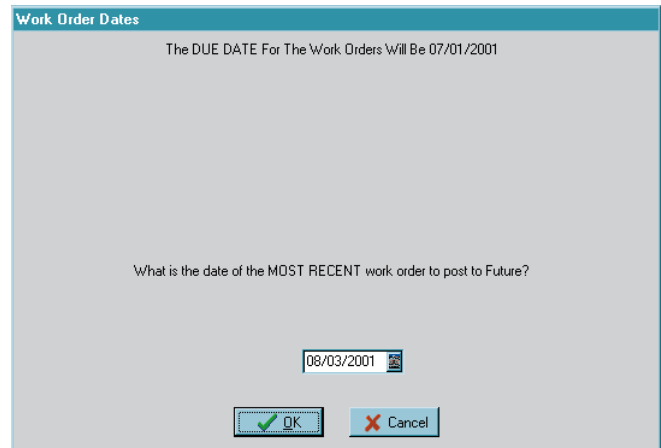 Work Order Dates
The DUE DATE For The Work Orders Will Be 07/01/2001
What is the date of the MOST RECENT work order to post to Future?
08/03/2001
OK
Cancel